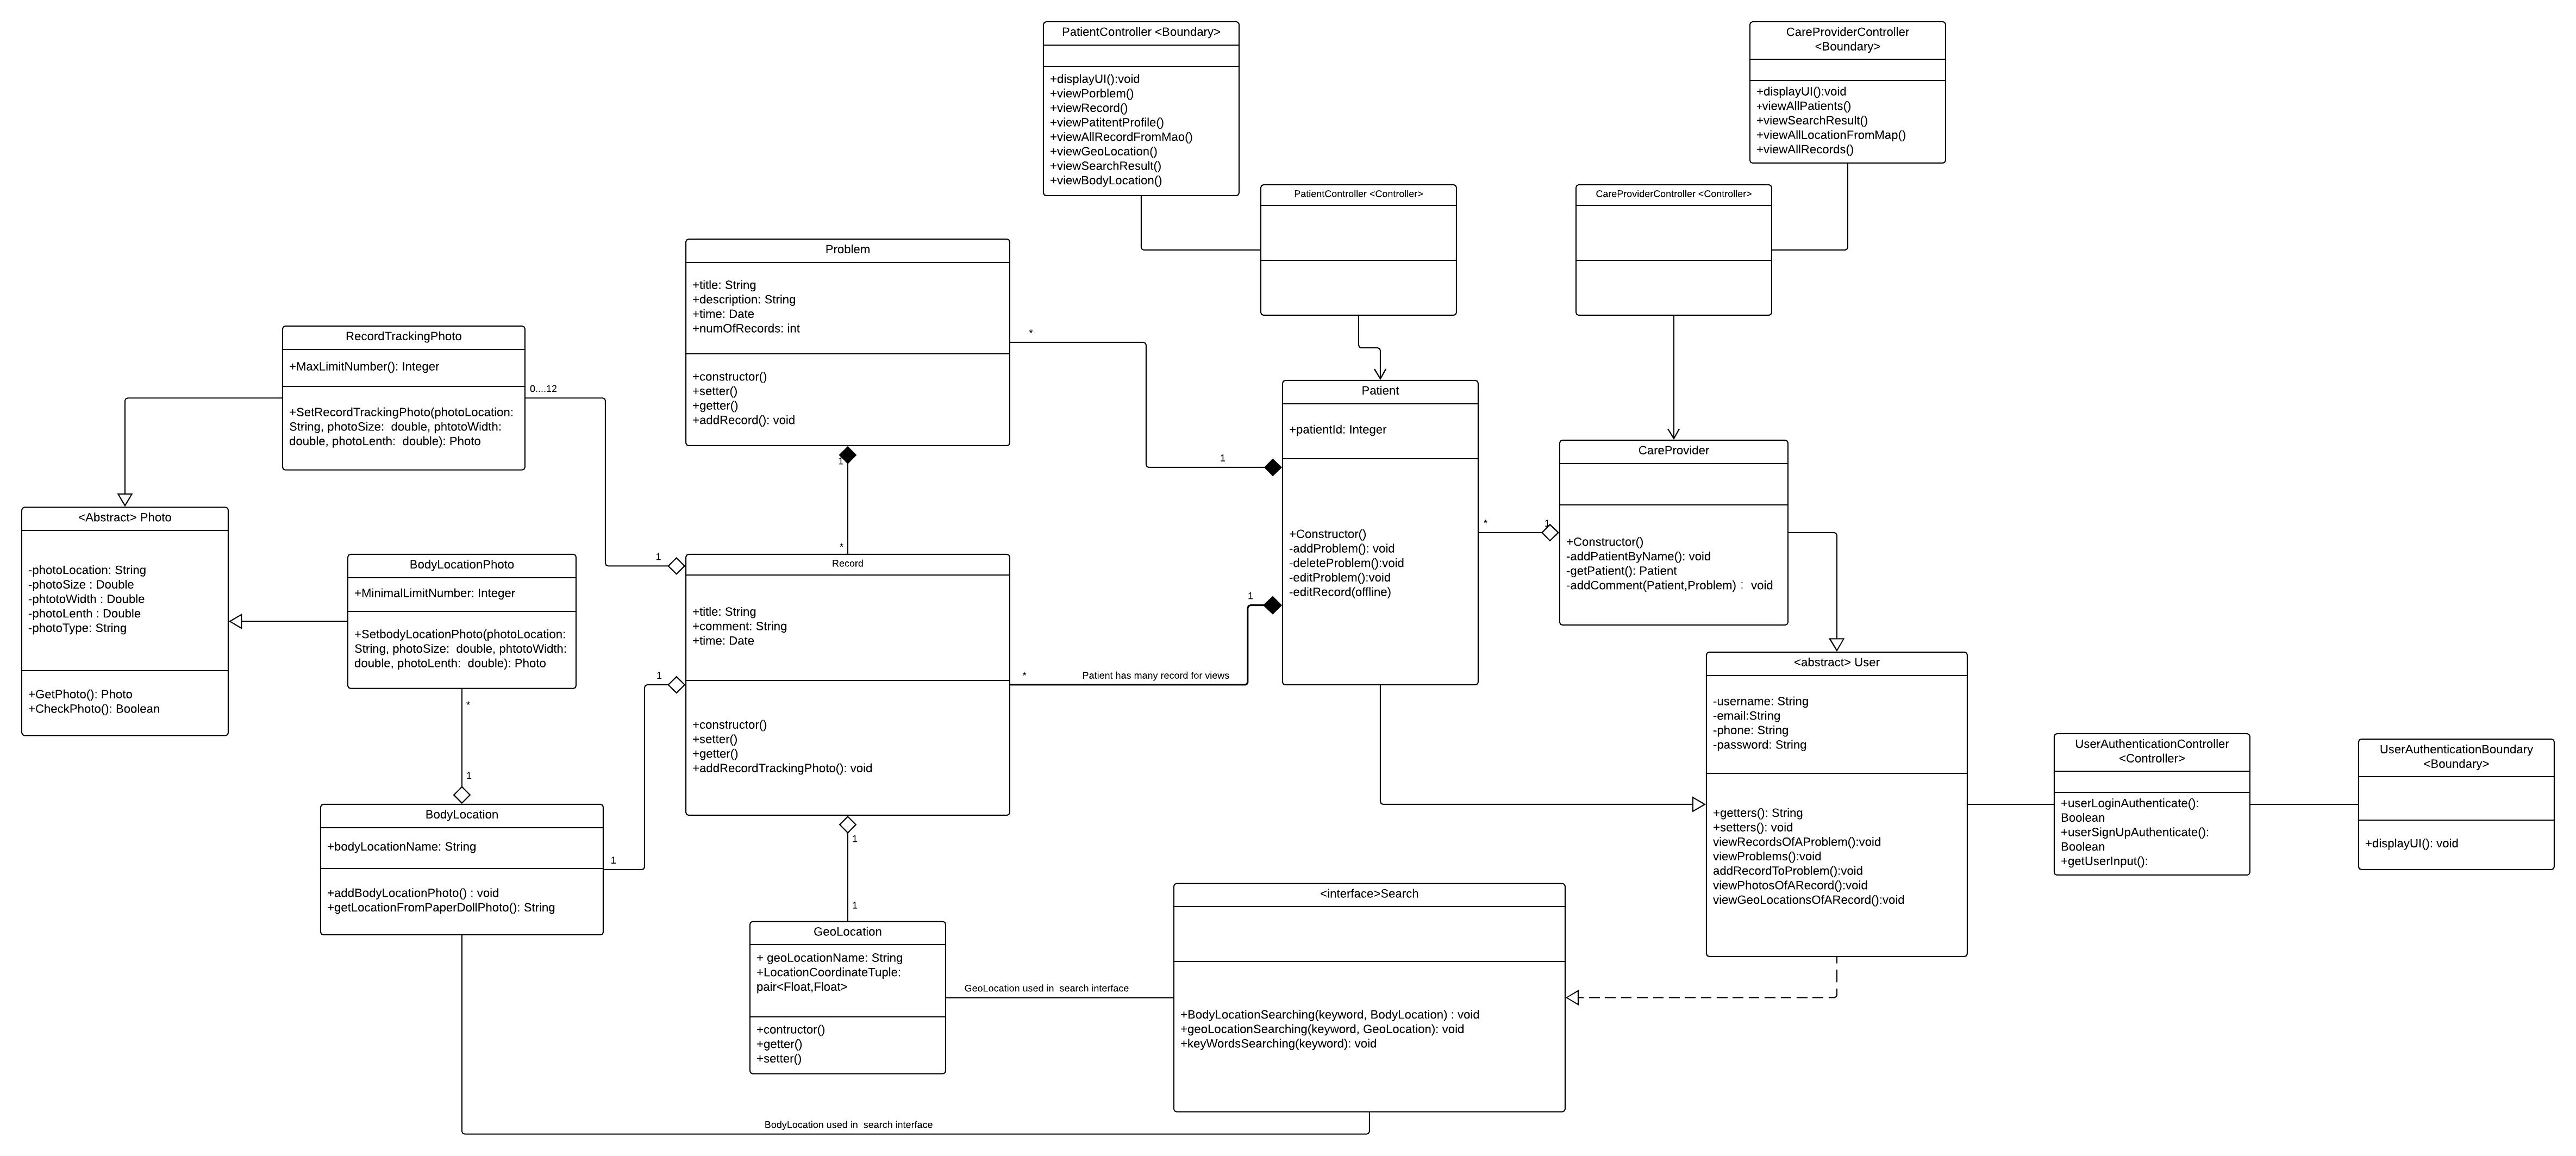 PatientController <Boundary>
+displayUI():void
+viewPorblem()
+viewRecord()
+viewPatitentProfile()
+viewAllRecordFromMao()
+viewGeoLocation()
+viewSearchResult()
+viewBodyLocation()
CareProviderController
<Boundary>
+displayUI():void
+viewAllPatients()
+viewSearchResult()
+viewAllLocationFromMap()
+viewAllRecords()
PatientController <Controller>
CareProviderController <Controller>
Problem
+title: String
+description: String
+time: Date
+numOfRecords: int
+constructor()
+setter()
+getter()
+addRecord(): void
*
1
1
*
RecordTrackingPhoto
+MaxLimitNumber(): Integer
+SetRecordTrackingPhoto(photoLocation:
String, photoSize:  double, phtotoWidth:
double, photoLenth:  double): Photo
0....12
1
Patient
+patientId: Integer
+Constructor()
-addProblem(): void
-deleteProblem():void
-editProblem():void
-editRecord(offline)
*
1
CareProvider
+Constructor()
-addPatientByName(): void
-getPatient(): Patient
-addComment(Patient,Problem)： void
<Abstract> Photo
-photoLocation: String
-photoSize : Double
-phtotoWidth : Double
-photoLenth : Double
-photoType: String
+GetPhoto(): Photo
+CheckPhoto(): Boolean
BodyLocationPhoto
+MinimalLimitNumber: Integer
+SetbodyLocationPhoto(photoLocation:
String, photoSize:  double, phtotoWidth:
double, photoLenth:  double): Photo
*
1
Record
+title: String
+comment: String
+time: Date
+constructor()
+setter()
+getter()
+addRecordTrackingPhoto(): void
1
*
Patient has many record for views
1
<abstract> User
-username: String
-email:String
-phone: String
-password: String
+getters(): String
+setters(): void
viewRecordsOfAProblem():void
viewProblems():void
addRecordToProblem():void
viewPhotosOfARecord():void
viewGeoLocationsOfARecord():void
UserAuthenticationController
<Controller>
+userLoginAuthenticate():
Boolean
+userSignUpAuthenticate():
Boolean
+getUserInput():
UserAuthenticationBoundary
<Boundary>
+displayUI(): void
BodyLocation
+bodyLocationName: String
+addBodyLocationPhoto() : void
+getLocationFromPaperDollPhoto(): String
1
1
1
GeoLocation
+ geoLocationName: String
+LocationCoordinateTuple:
pair<Float,Float>
+contructor()
+getter()
+setter()
GeoLocation used in  search interface
<interface>Search
+BodyLocationSearching(keyword, BodyLocation) : void
+geoLocationSearching(keyword, GeoLocation): void
+keyWordsSearching(keyword): void
BodyLocation used in  search interface